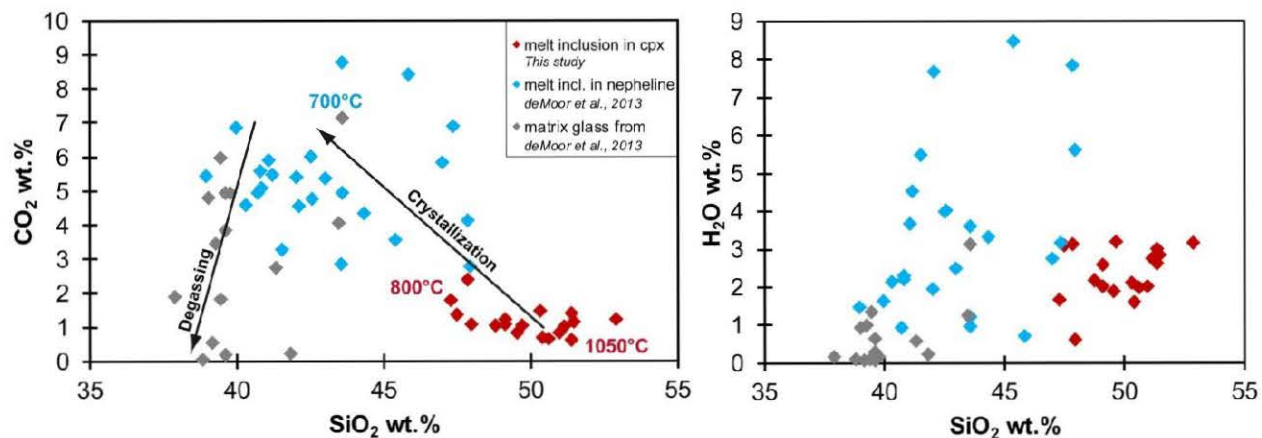 10
9
8
7
6
5
4
3
2
1
0
CO2 wt.%
35
40
45
50
55
SiO2 wt.%
Degassing
Crystallization
700°C
800°C
1050°C
melt inclusion in cpx
This study
melt incl. in nepheline
deMoor et al., 2013
matrix glass from
deMoor et al., 2013
9
8
7
6
5
4
3
2
1
0
H2O wt.%
35
40
45
50
55
SiO2 wt.%